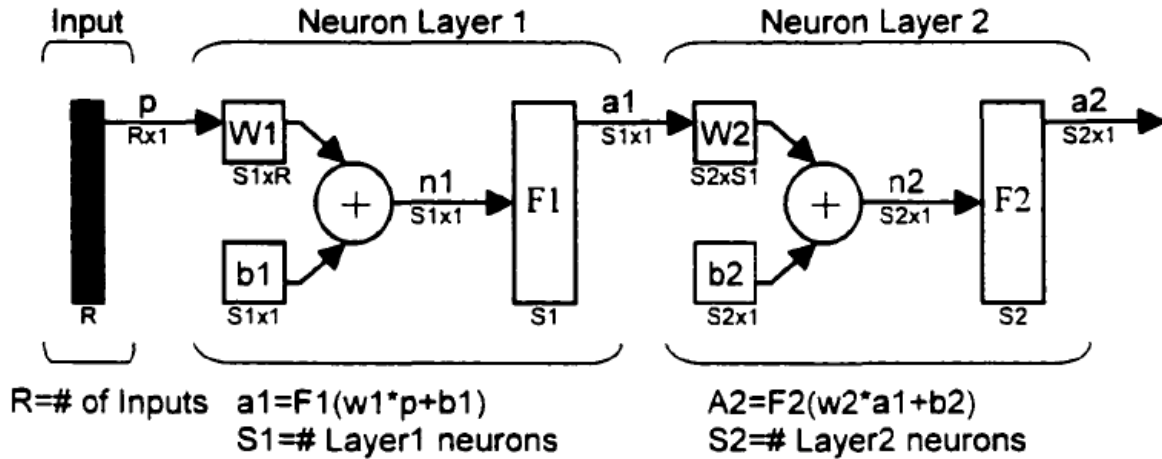 Input
Neuron Layer 1
Neuron Layer 2
p
Rx1
W1
S1xR
b1
S1x1
+
n1
S1x1
F1
S1
a1
S1x1
W2
S2xS1
b2
S2x1
+
n2
S2x1
F2
S2
a2
S2x1
R
R=# of Inputs
a1=F1(w1*p+b1)
S1=# Layer1 neurons
A2=F2(w2*a1+b2)
S2=# Layer2 neurons